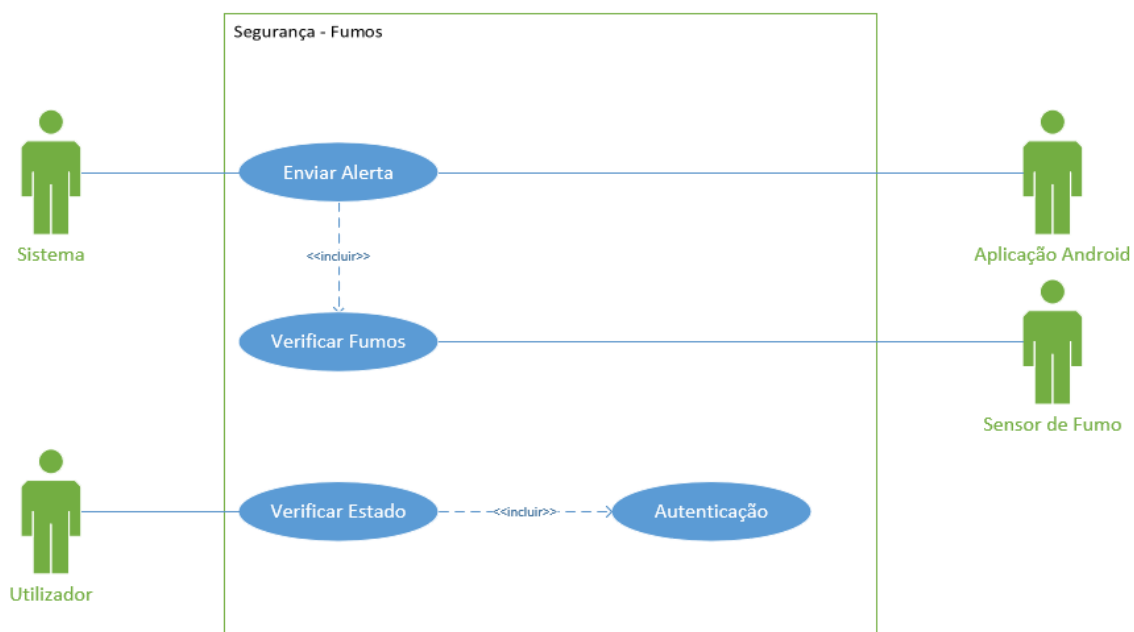 Segurança - Fumos
Enviar Alerta
Sistema
<<incluir>>
Aplicação Android
Verificar Fumos
Sensor de Fumo
Verificar Estado
<<incluir>>
Autenticação
Utilizador